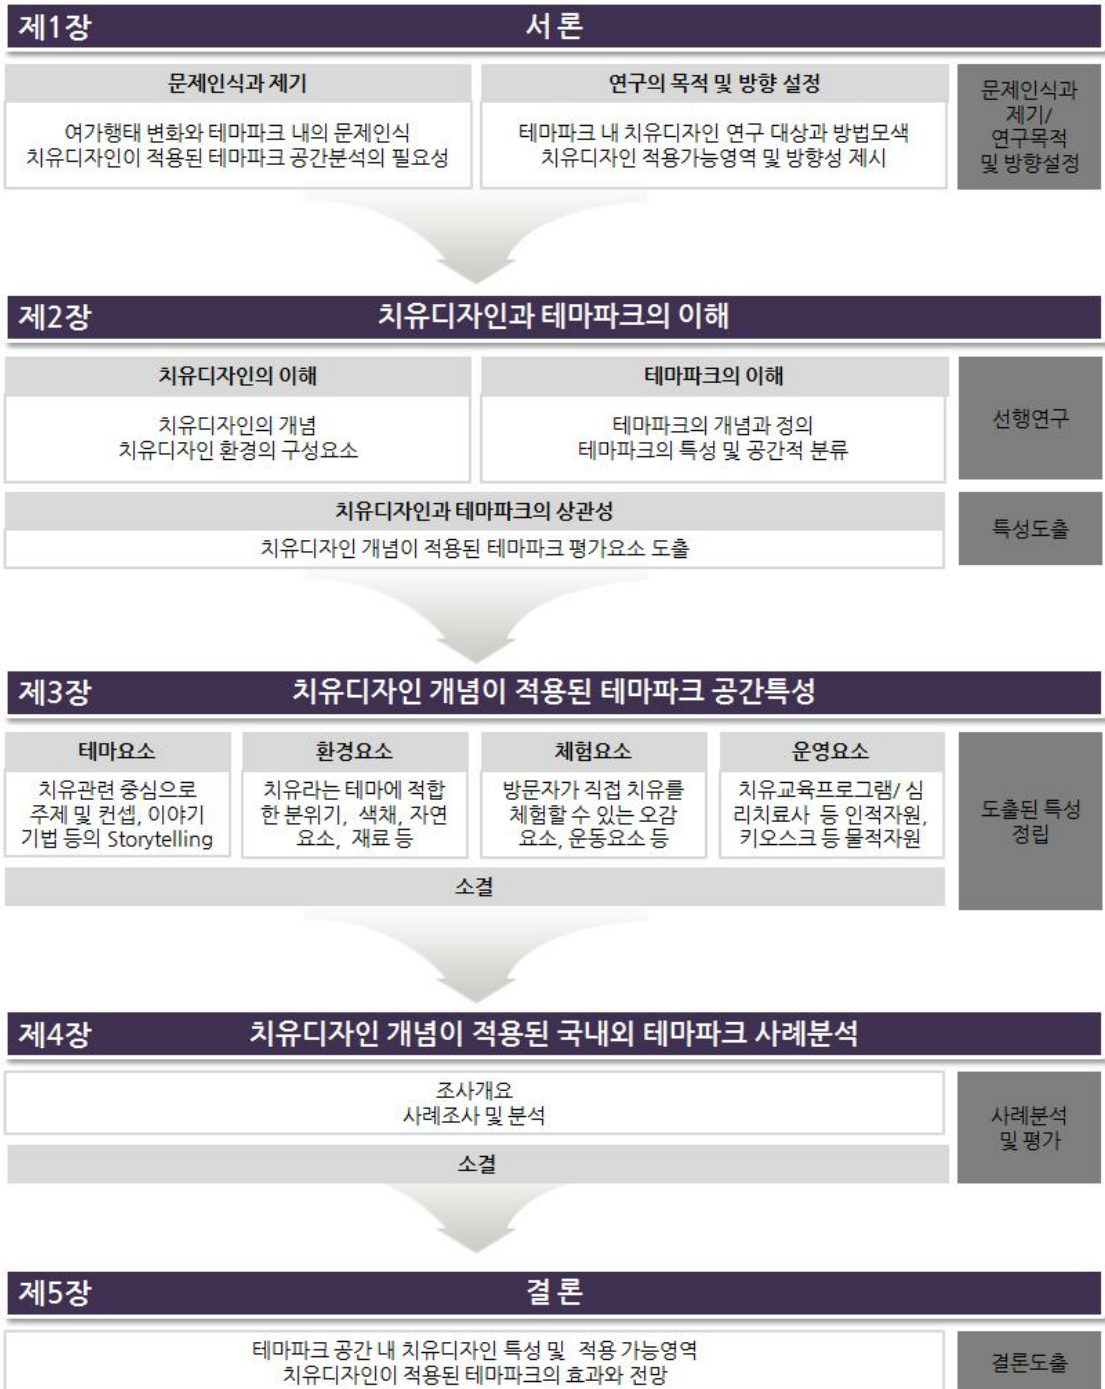 제1장 서 론
문제인식과 제기
여가행태 변화와 테마파크 내의 문제인식
치유디자인이 적용된 테마파크 공간분석의 필요성
연구의 목적 및 방향 설정
테마파크 내 치유디자인 연구 대상과 방법모색
치유디자인 적용가능영역 및 방향성 제시
문제인식과
제기/
연구목적
및 방향설정
제2장 치유디자인과 테마파크의 이해
치유디자인의 이해
치유디자인의 개념
치유디자인 환경의 구성요소
테마파크의 이해
테마파크의 개념과 정의
테마파크의 특성 및 공간적 분류
선행연구
치유디자인과 테마파크의 상관성
치유디자인 개념이 적용된 테마파크 평가요소 도출
특성도출
제3장 치유디자인 개념이 적용된 테마파크 공간특성
테마요소
치유관련 중심으로
주제 및 컨셉, 이야기
기법 등의 Storytelling
환경요소
치유라는 테마에 적합
한 분위기, 색채, 자연
요소, 재료 등
체험요소
방문자가 직접 치유를
체험할 수 있는 오감
요소, 운동요소 등
운영요소
치유교육프로그램/ 심
리치료사 등 인적자원,
키오스크 등 물적자원
도출된 특성
정립
소결
제4장 치유디자인 개념이 적용된 국내외 테마파크 사례분석
조사개요
사례조사 및 분석
사례분석
및 평가
소결
제5장 결 론
테마파크 공간 내 치유디자인 특성 및 적용 가능영역
치유디자인이 적용된 테마파크의 효과와 전망
결론도출